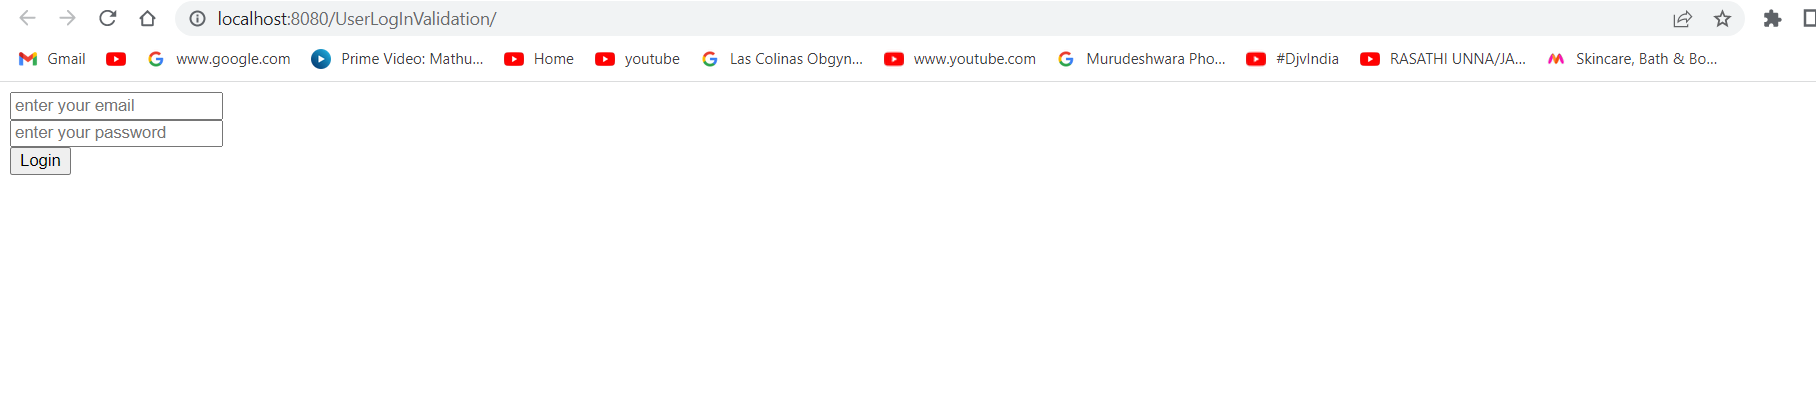 localhost:8080/UserLogInValidation/
Gmail www.google.com Prime Video: Mathu... Home youtube Las Colinas Obgyn... www.youtube.com Murudeshwara Pho... #DjvIndia RASATHI UNNA/JA... Skincare, Bath & Bo...
enter your email
enter your password
Login